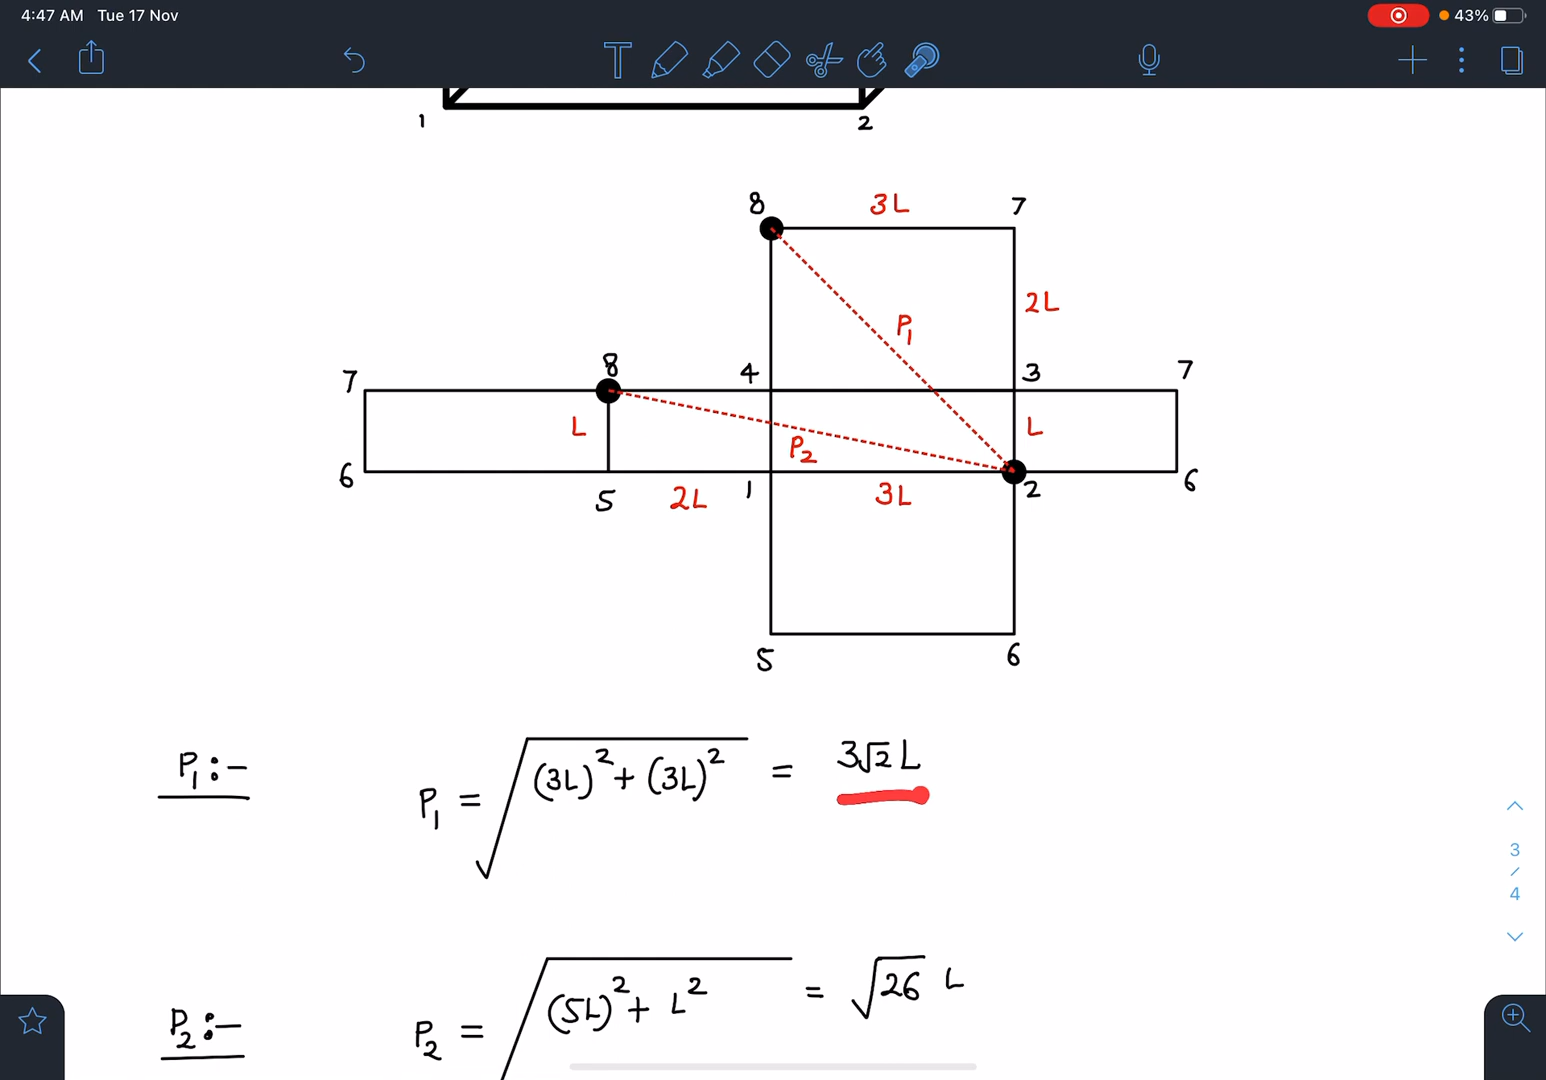 4:47 AM Tue 17 Nov
43%
T
1 2
8 3L 7
2L
P₁
7 8 4 3 7
L P₂ L
6 5 2L 1 3L 2 6
5 6
P₁ :- P₁ = √(3L)² + (3L)² = 3√2 L
3
/
4
P₂ :- P₂ = √(5L)² + L² = √26 L